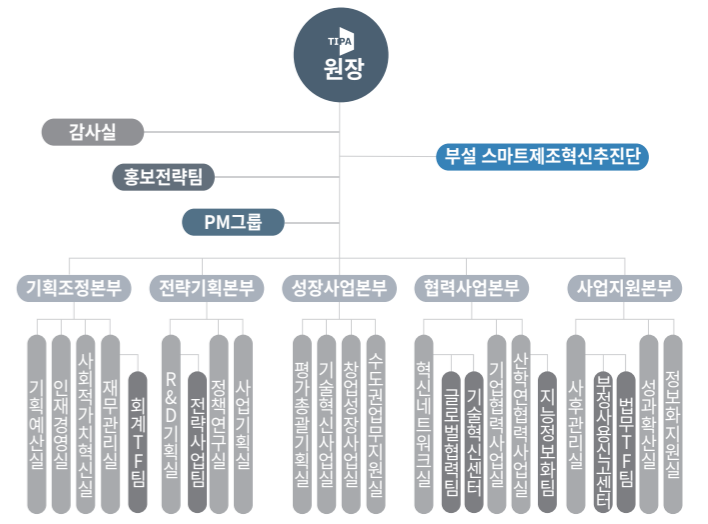 TIPA
원장
감사실
부설 스마트제조혁신추진단
홍보전략팀
PM그룹
기획조정본부
전략기획본부
성장사업본부
협력사업본부
사업지원본부
기획예산실
인재경영실
사회적가치혁신실
재무관리실
회계TF팀
R&D기획실
전략사업팀
정책연구실
사업기획실
평가총괄기획실
기술혁신사업실
창업성장사업실
수도권업무지원실
혁신네트워크실
글로벌협력팀
기술혁신센터
기업협력사업실
산학연협력사업실
지능정보화팀
사후관리실
부정사용신고센터
법무TF팀
성과확산실
정보화지원실